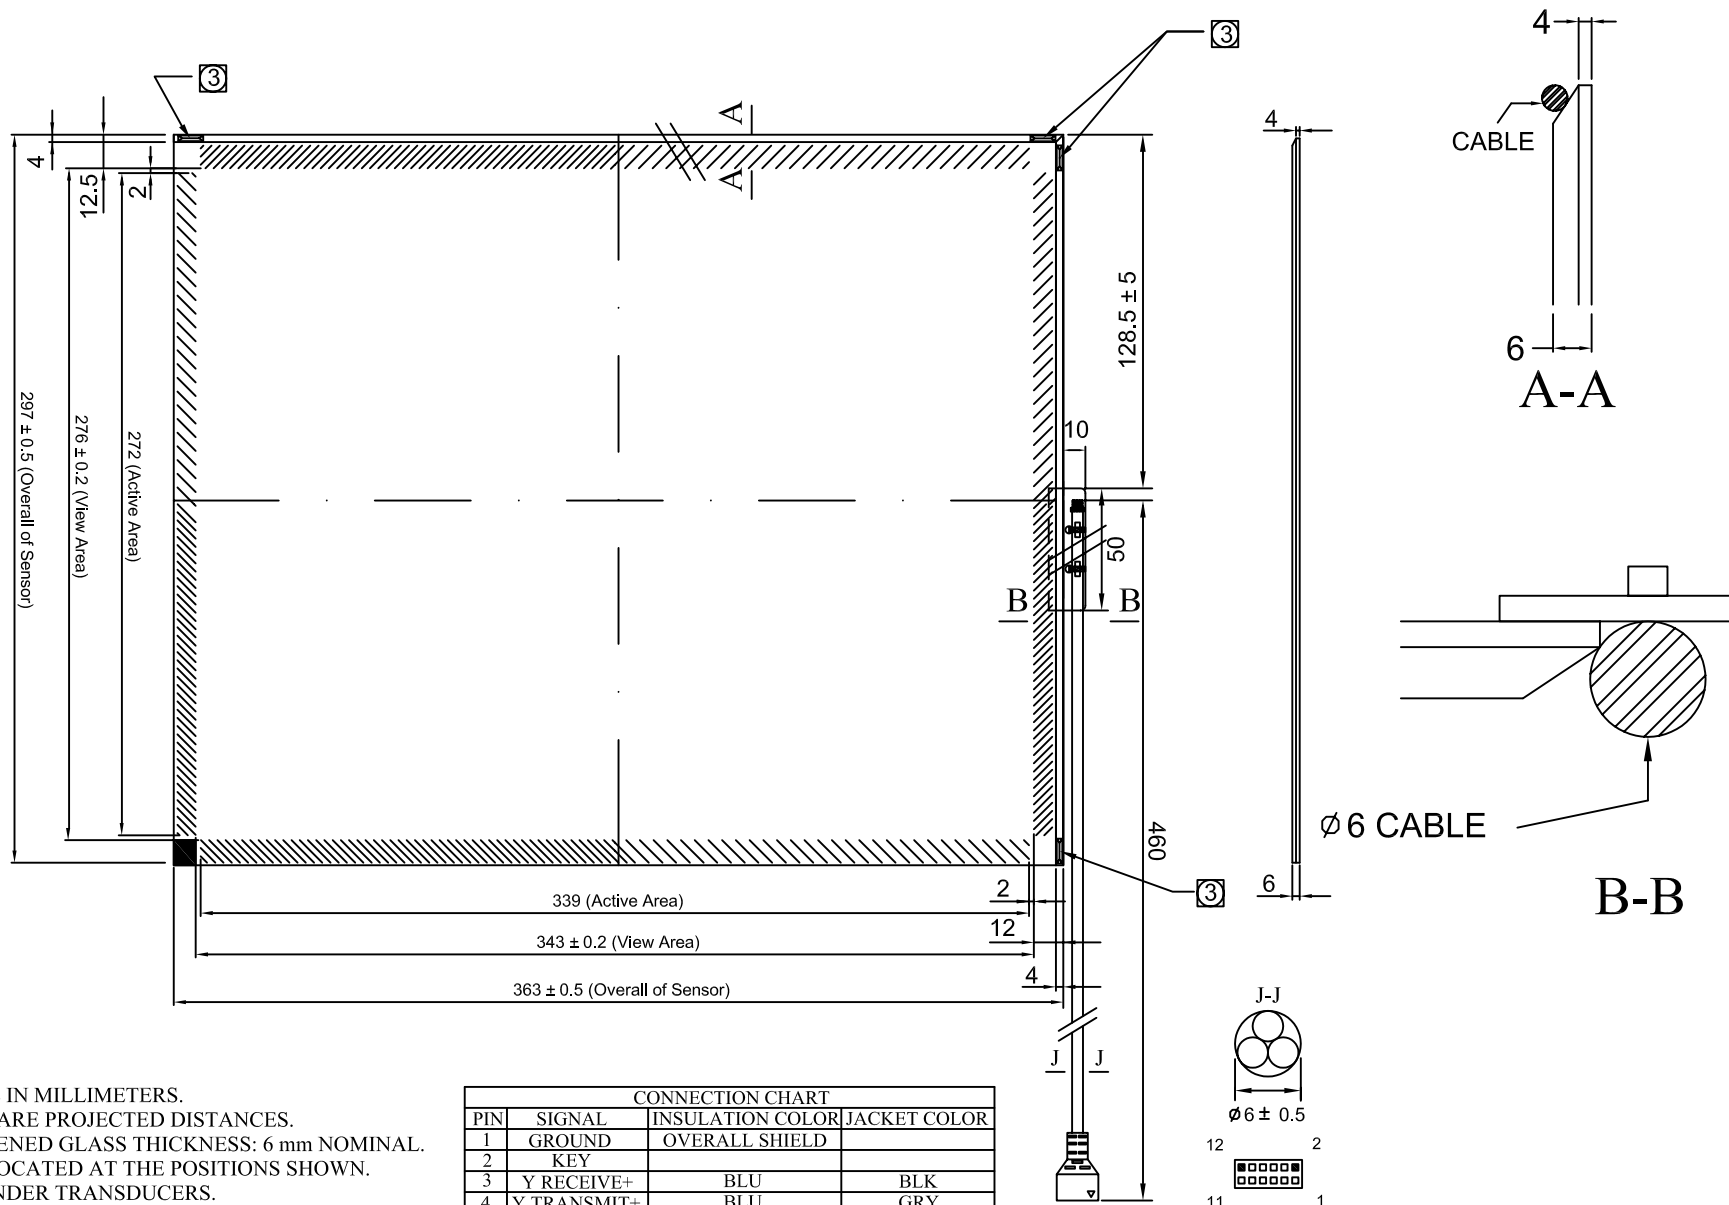 3
3
4
CABLE
6
A-A
A
A
4
12.5
2
297 ± 0.5 (Overall of Sensor)
276 ± 0.2 (View Area)
272 (Active Area)
128.5 ± 5
10
50
B
B
460
4
6
Ø 6 CABLE
B-B
3
339 (Active Area)
2
343 ± 0.2 (View Area)
12
363 ± 0.5 (Overall of Sensor)
4
J
J
J-J
ø6 ± 0.5
12
2
11
1
IN MILLIMETERS.
ARE PROJECTED DISTANCES.
ENED GLASS THICKNESS: 6 mm NOMINAL.
OCATED AT THE POSITIONS SHOWN.
NDER TRANSDUCERS.
CONNECTION CHART
PIN SIGNAL INSULATION COLOR JACKET COLOR
1 GROUND OVERALL SHIELD
2 KEY
3 Y RECEIVE+ BLU BLK
4 Y TRANSMIT+ BLU GRY